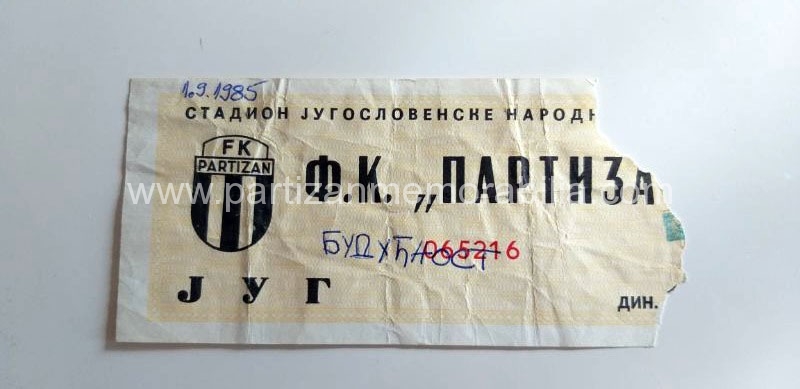 1.9.1985
СТАДИОН ЈУГОСЛОВЕНСКЕ НАРОДН
FK
PARTIZAN
Ф.К. „ПАРТИЗА
www.partizanmemorabilia.com
БУДУЋНОСТ 065216
ЈУГ
ДИН.